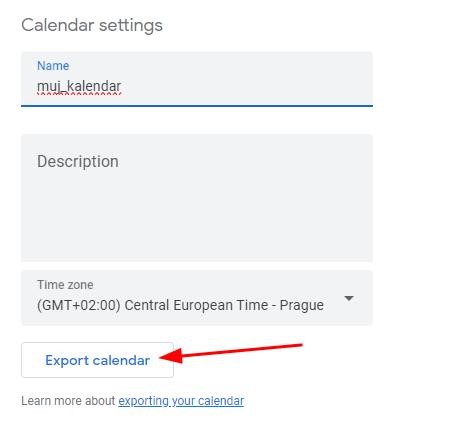 Calendar settings
Name
muj_kalendar
Description
Time zone
(GMT+02:00) Central European Time - Prague
Export calendar
Learn more about exporting your calendar